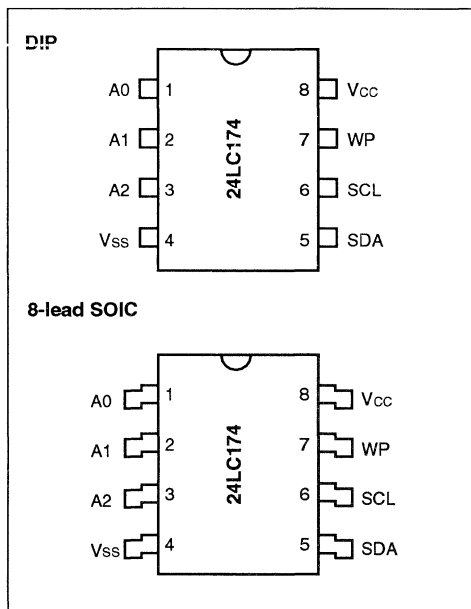 DIP
A0 1 8 VCC
A1 2 7 WP
A2 3 6 SCL
VSS 4 5 SDA
24LC174
8-lead SOIC
A0 1 8 VCC
A1 2 7 WP
A2 3 6 SCL
VSS 4 5 SDA
24LC174